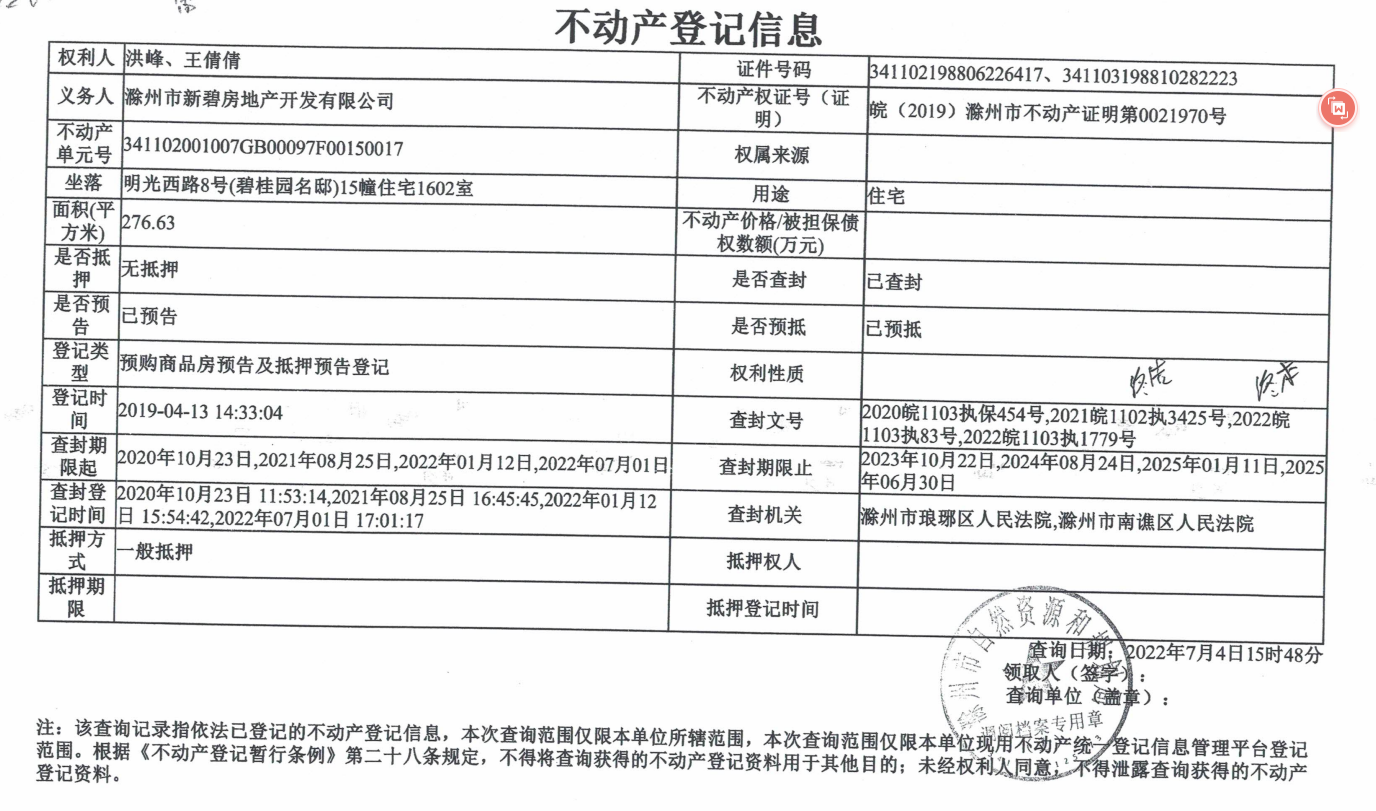 不动产登记信息
权利人 洪峰、王倩倩 证件号码 341102198806226417、341103198810282223
义务人 滁州市新碧房地产开发有限公司 不动产权证号（证
明） 皖（2019）滁州市不动产证明第0021970号
不动产
单元号 341102001007GB00097F00150017 权属来源
坐落 明光西路8号(碧桂园名邸)15幢住宅1602室 用途 住宅
面积(平
方米) 276.63 不动产价格/被担保债
权数额(万元)
是否抵
押 无抵押 是否查封 已查封
是否预
告 已预告 是否预抵 已预抵
登记类
型 预购商品房预告及抵押预告登记 权利性质
登记时
间 2019-04-13 14:33:04 查封文号 2020皖1103执保454号,2021皖1102执3425号,2022皖
1103执83号,2022皖1103执1779号
查封期
限起 2020年10月23日,2021年08月25日,2022年01月12日,2022年07月01日 查封期限止 2023年10月22日,2024年08月24日,2025年01月11日,2025
年06月30日
查封登
记时间 2020年10月23日 11:53:14,2021年08月25日 16:45:45,2022年01月12
日 15:54:42,2022年07月01日 17:01:17 查封机关 滁州市琅琊区人民法院,滁州市南谯区人民法院
抵押方
式 一般抵押 抵押权人
抵押期
限 抵押登记时间
查询日期：2022年7月4日15时48分
领取人（签字）：
查询单位（盖章）：
滁州市自然资源和规
查阅档案专用章
注：该查询记录指依法已登记的不动产登记信息，本次查询范围仅限本单位所辖范围，本次查询范围仅限本单位现用不动产统一登记信息管理平台登记
范围。根据《不动产登记暂行条例》第二十八条规定，不得将查询获得的不动产登记资料用于其他目的；未经权利人同意，不得泄露查询获得的不动产
登记资料。